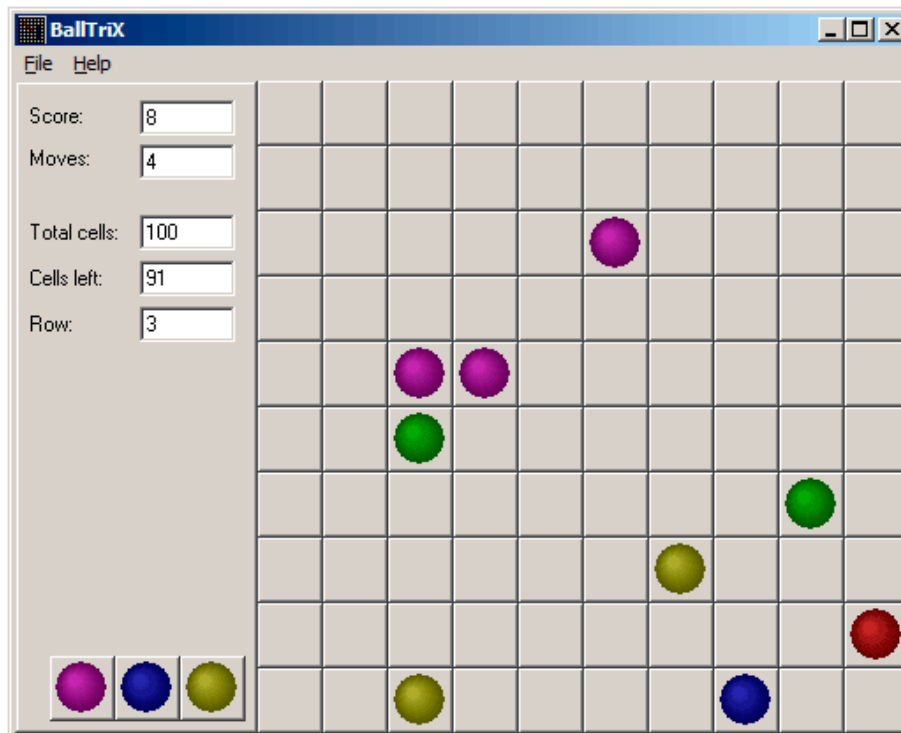 BallTriX
File Help
Score: 8
Moves: 4
Total cells: 100
Cells left: 91
Row: 3